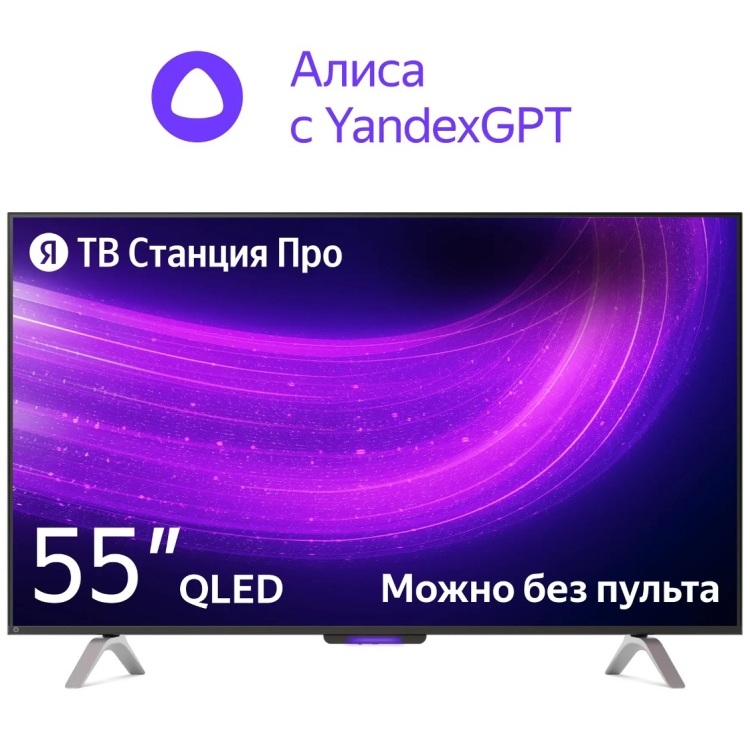 Алиса
с YandexGPT
Я ТВ Станция Про
55" QLED
Можно без пульта